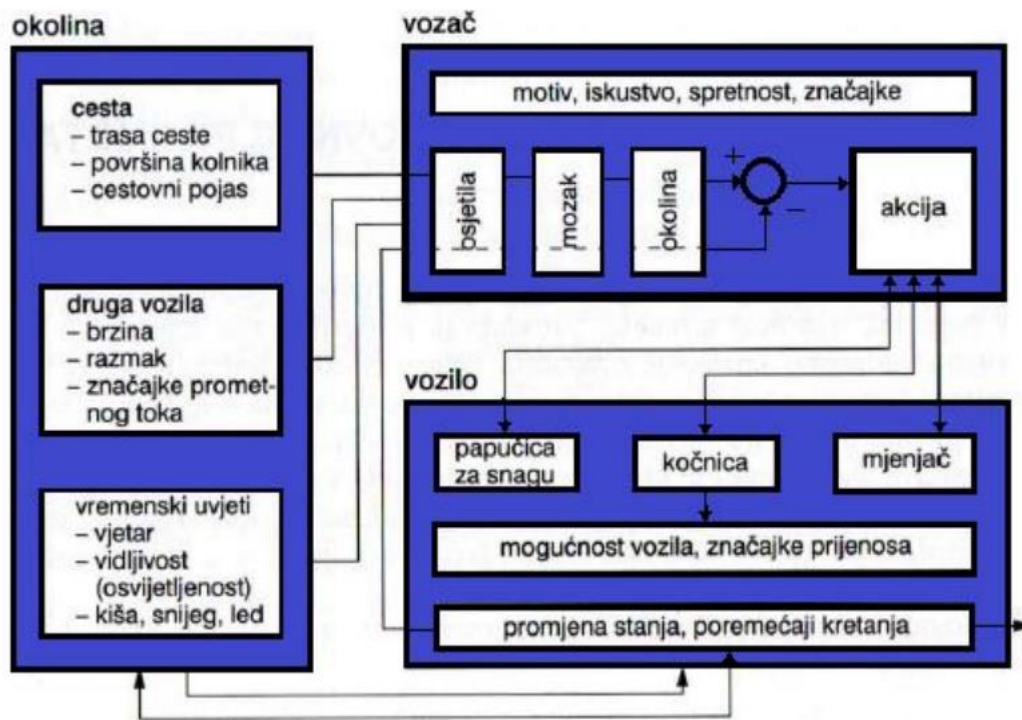 okolina
cesta
– trasa ceste
– površina kolnika
– cestovni pojas
druga vozila
– brzina
– razmak
– značajke promet-
nog toka
vremenski uvjeti
– vjetar
– vidljivost
(osvijetljenost)
– kiša, snijeg, led
vozač
motiv, iskustvo, spretnost, značajke
osjetila
mozak
okolina
+
–
akcija
vozilo
papučica
za snagu
kočnica
mjenjač
mogućnost vozila, značajke prijenosa
promjena stanja, poremećaji kretanja